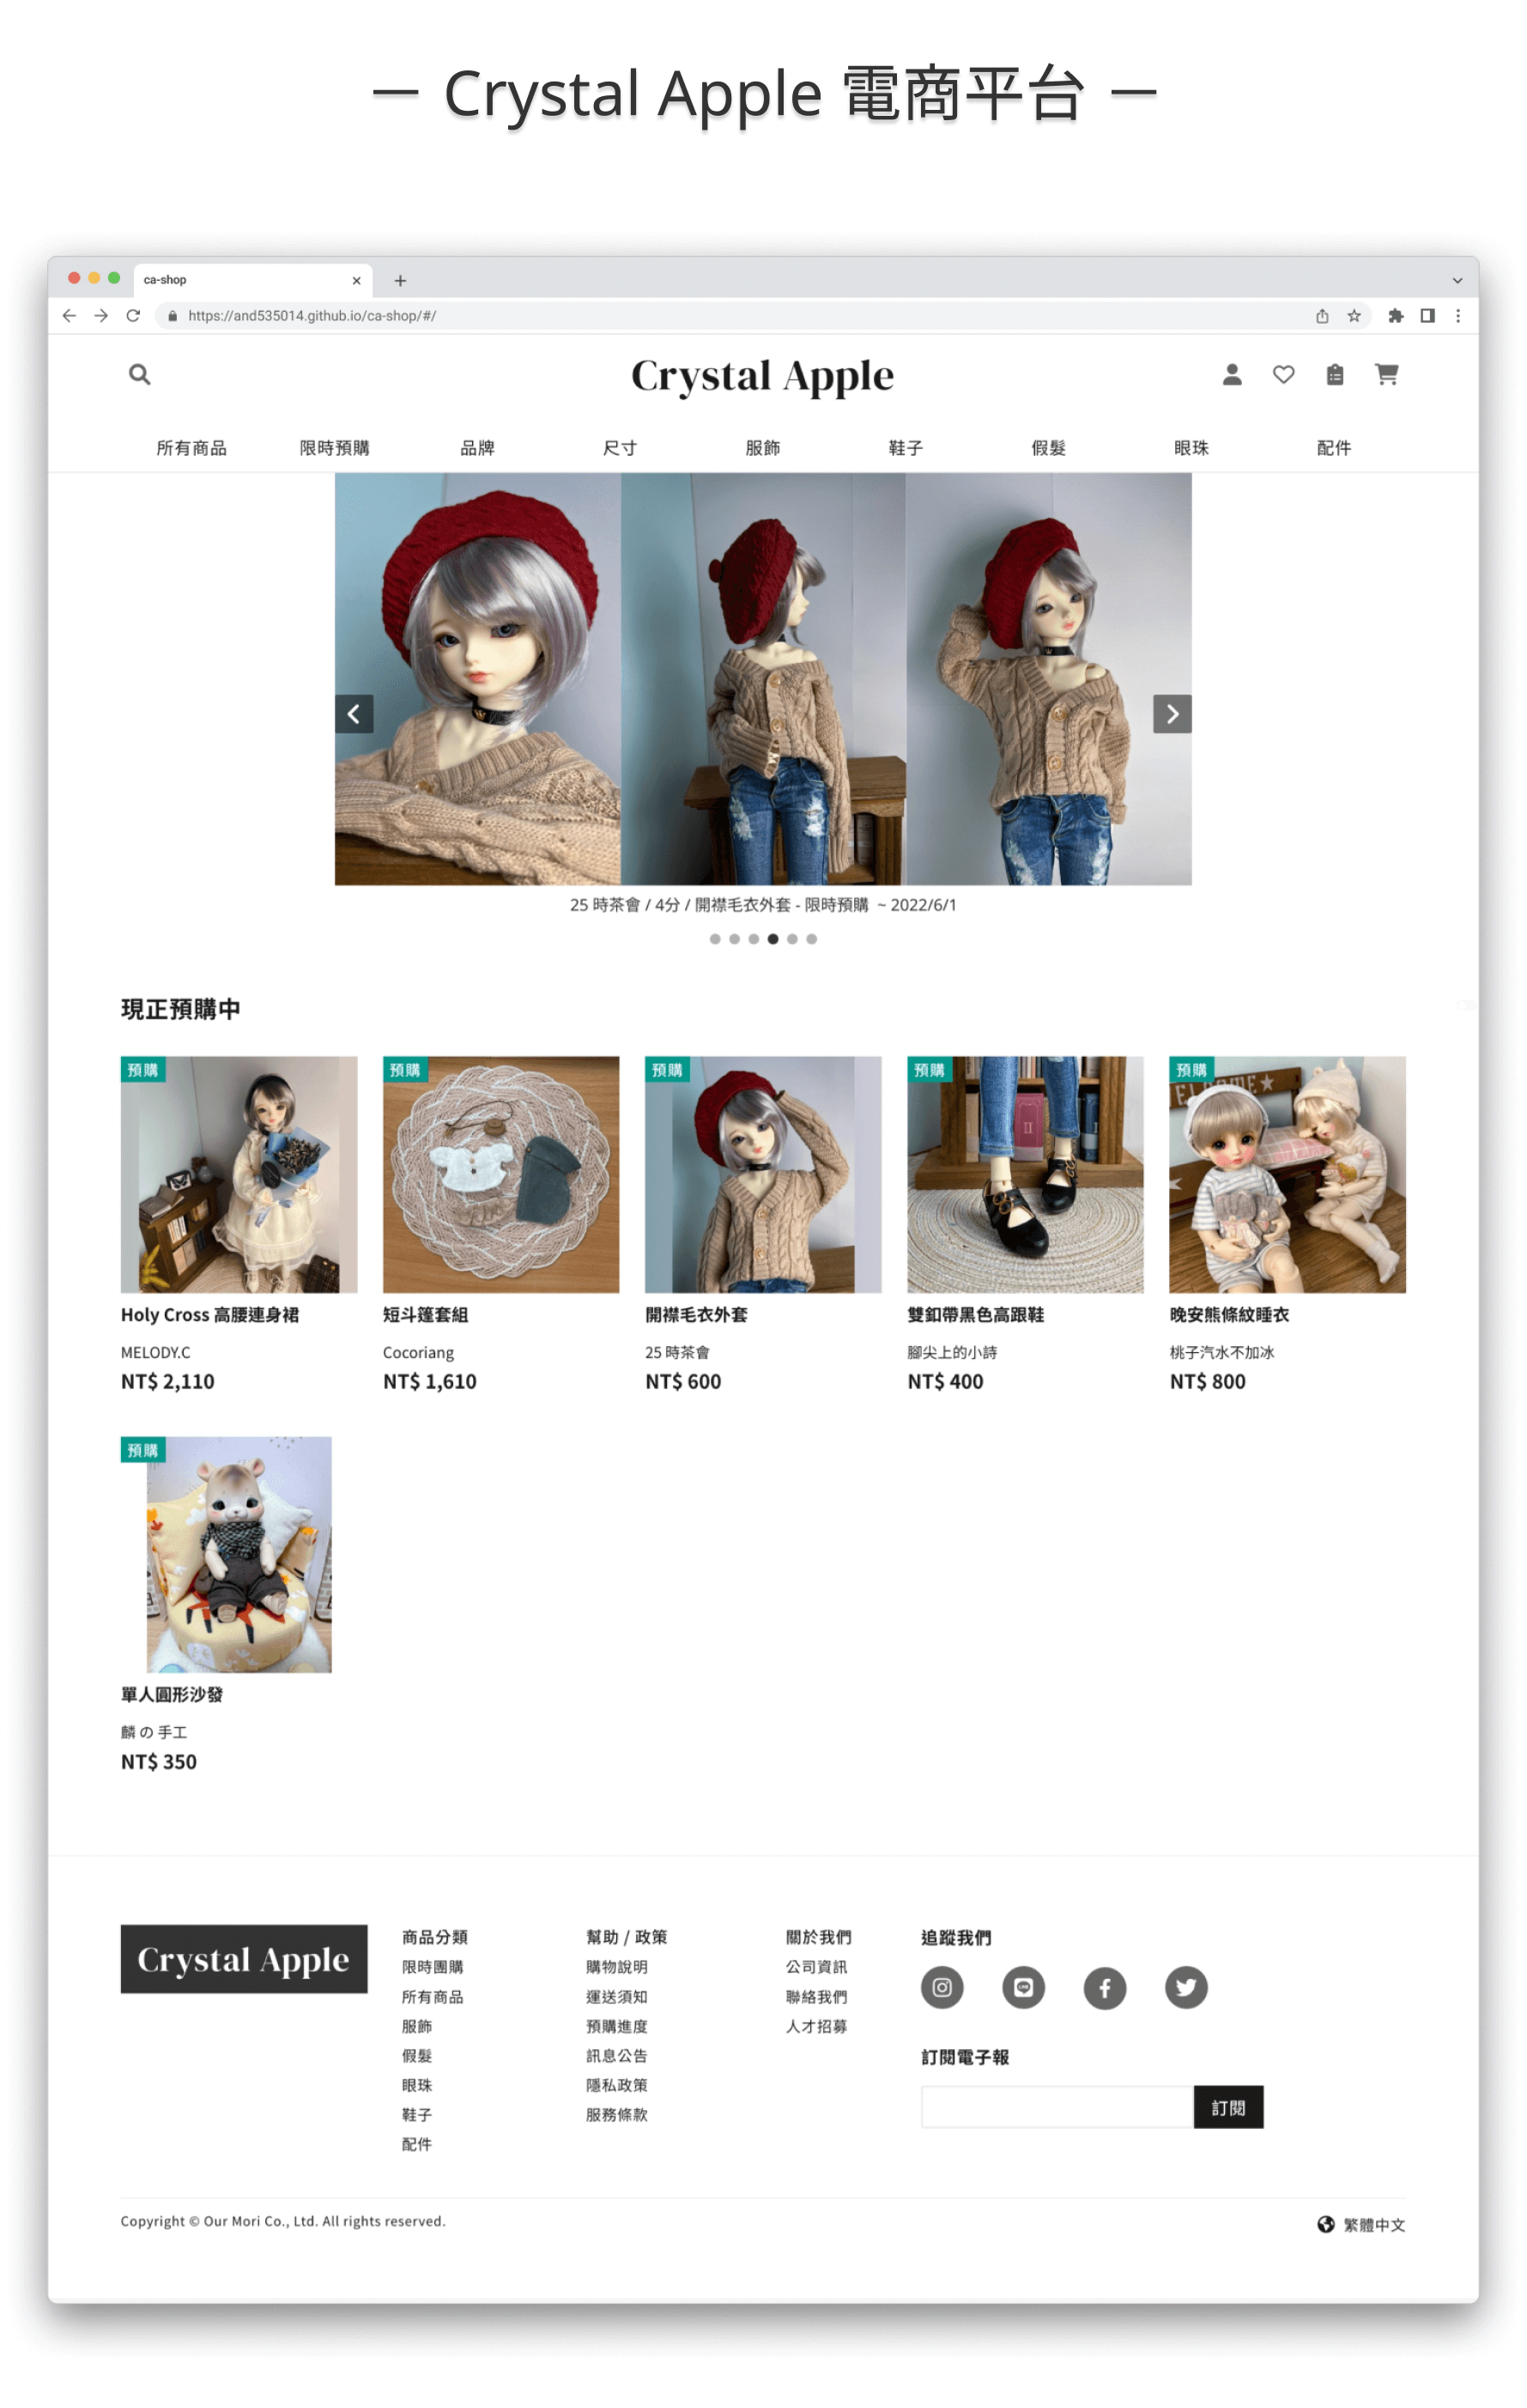 — Crystal Apple 電商平台 —
ca-shop
https://and535014.github.io/ca-shop/#/
Crystal Apple
所有商品 限時預購 品牌 尺寸 服飾 鞋子 假髮 眼珠 配件
25 時茶會 / 4分 / 開襟毛衣外套 - 限時預購 ~ 2022/6/1
現正預購中
預購 預購 預購 預購 預購
Holy Cross 高腰連身裙 短斗篷套組 開襟毛衣外套 雙釦帶黑色高跟鞋 晚安熊條紋睡衣
MELODY.C Cocoriang 25 時茶會 腳尖上的小詩 桃子汽水不加冰
NT$ 2,110 NT$ 1,610 NT$ 600 NT$ 400 NT$ 800
預購
單人圓形沙發
麟 の 手工
NT$ 350
Crystal Apple
商品分類
限時團購
所有商品
服飾
假髮
眼珠
鞋子
配件
幫助 / 政策
購物說明
運送須知
預購進度
訊息公告
隱私政策
服務條款
關於我們
公司資訊
聯絡我們
人才招募
追蹤我們
訂閱電子報
訂閱
Copyright © Our Mori Co., Ltd. All rights reserved.
繁體中文